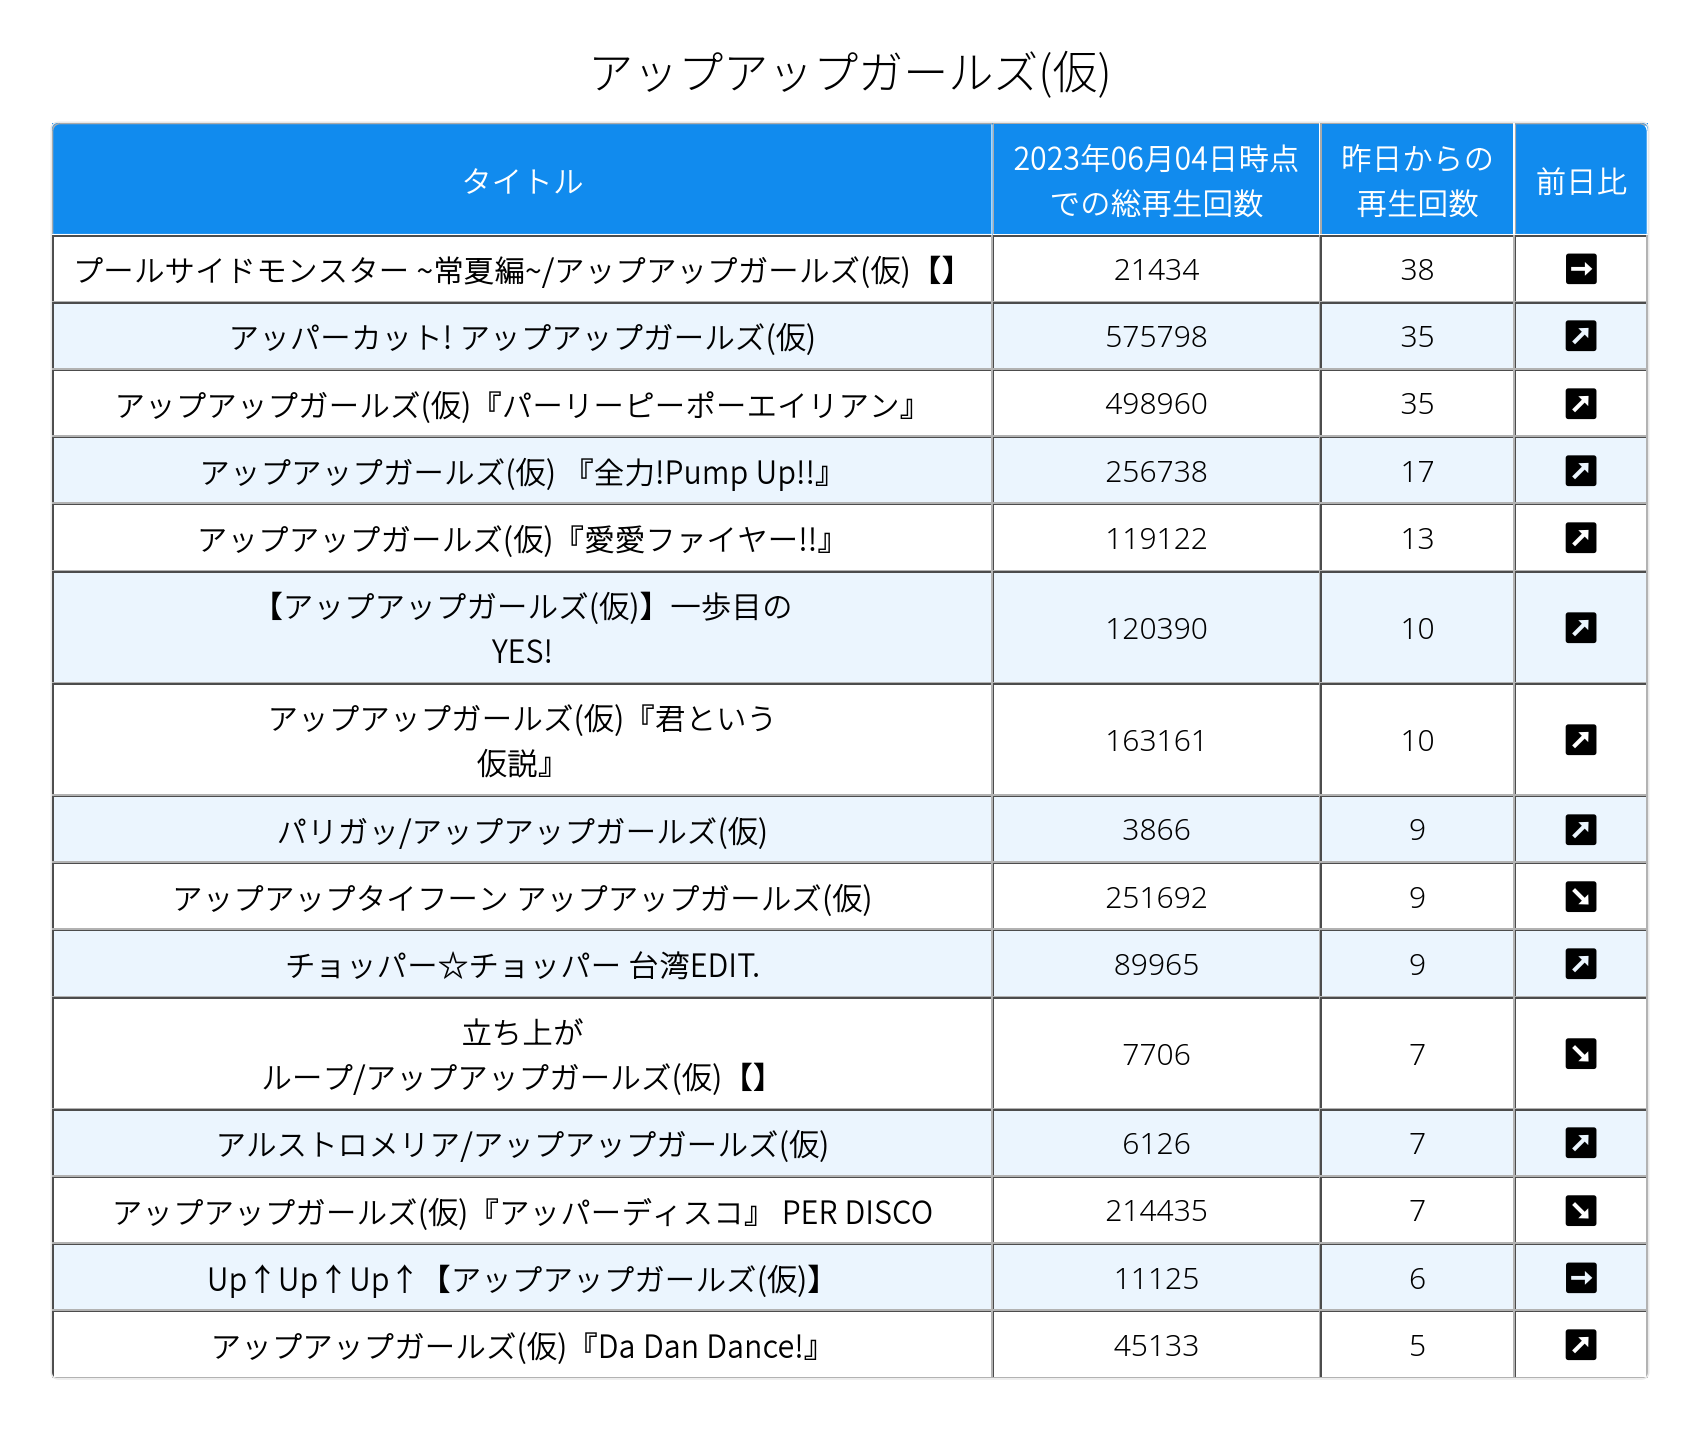 アップアップガールズ(仮)
タイトル 2023年06月04日時点 昨日からの 前日比
での総再生回数 再生回数
プールサイドモンスター ~常夏編~/アップアップガールズ(仮)【】 21434 38 ➡
アッパーカット! アップアップガールズ(仮) 575798 35 ↗
アップアップガールズ(仮)『パーリーピーポーエイリアン』 498960 35 ↗
アップアップガールズ(仮) 『全力!Pump Up!!』 256738 17 ↗
アップアップガールズ(仮)『愛愛ファイヤー!!』 119122 13 ↗
【アップアップガールズ(仮)】一歩目の
YES! 120390 10 ↗
アップアップガールズ(仮)『君という
仮説』 163161 10 ↗
パリガッ/アップアップガールズ(仮) 3866 9 ↗
アップアップタイフーン アップアップガールズ(仮) 251692 9 ↘
チョッパー☆チョッパー 台湾EDIT. 89965 9 ↗
立ち上が
ループ/アップアップガールズ(仮)【】 7706 7 ↘
アルストロメリア/アップアップガールズ(仮) 6126 7 ↗
アップアップガールズ(仮)『アッパーディスコ』 PER DISCO 214435 7 ↘
Up↑Up↑Up↑【アップアップガールズ(仮)】 11125 6 ➡
アップアップガールズ(仮)『Da Dan Dance!』 45133 5 ↗